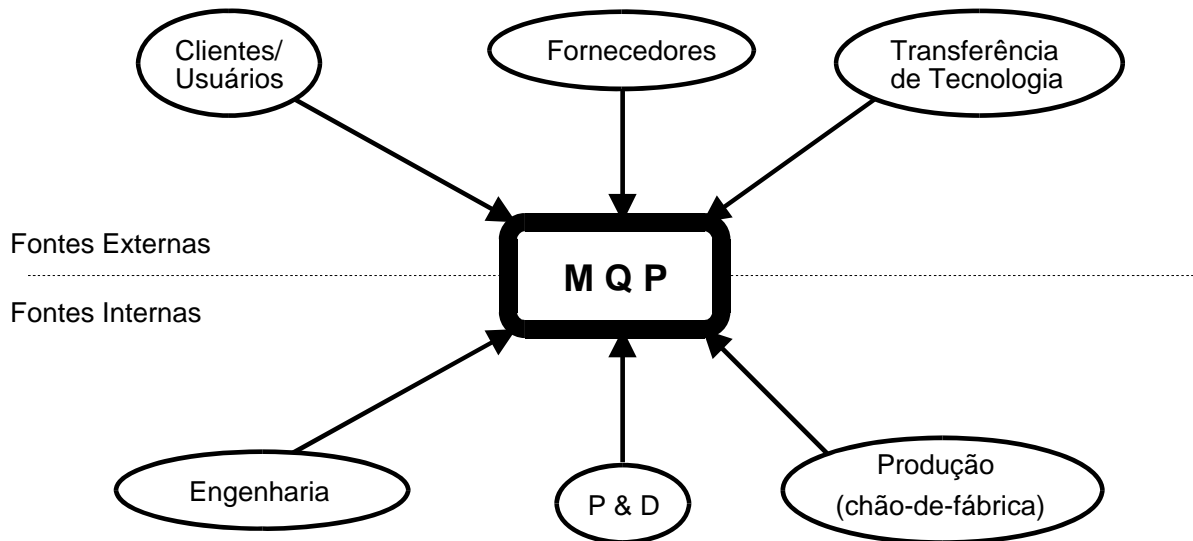 Clientes/
Usuários
Fornecedores
Transferência
de Tecnologia
Fontes Externas
M Q P
Fontes Internas
Engenharia
P & D
Produção
(chão-de-fábrica)